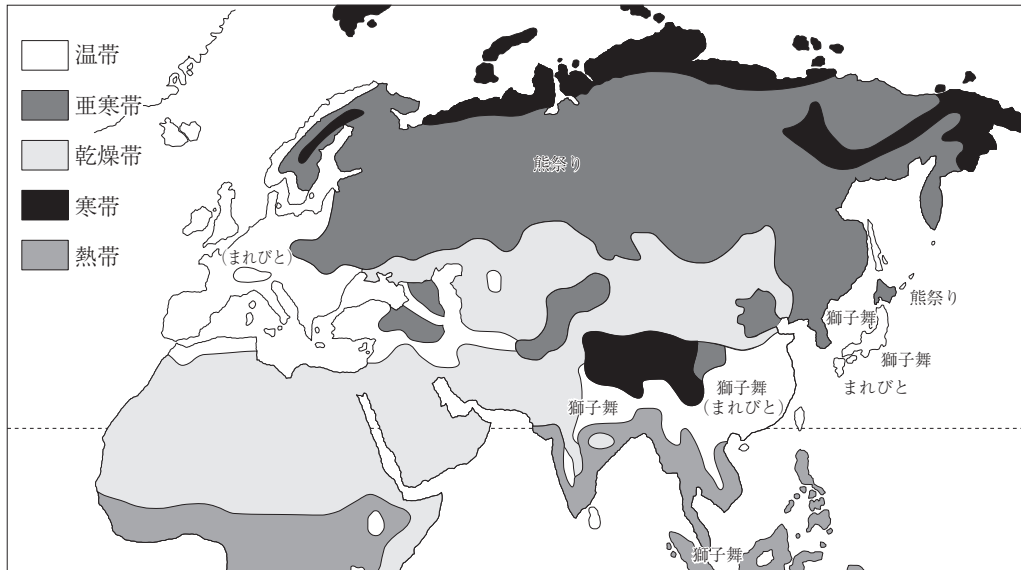 温帯
亜寒帯
乾燥帯
寒帯
熱帯
熊祭り
(まれびと)
熊祭り
獅子舞
獅子舞
まれびと
獅子舞
(まれびと)
獅子舞
獅子舞